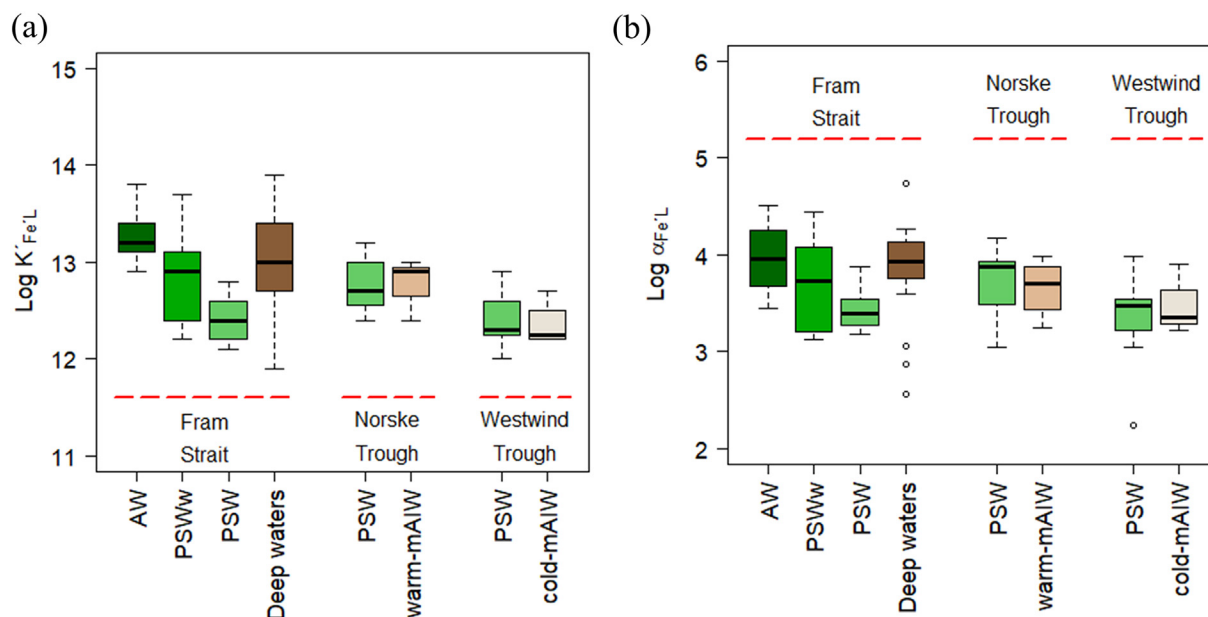 (a)
15
14
13
12
11
Log K′Fe′L
Fram
Strait
Norske
Trough
Westwind
Trough
AW
PSWw
PSW
Deep waters
PSW
warm-mAIW
PSW
cold-mAIW
(b)
6
5
4
3
2
Log αFe′L
Fram
Strait
Norske
Trough
Westwind
Trough
AW
PSWw
PSW
Deep waters
PSW
warm-mAIW
PSW
cold-mAIW